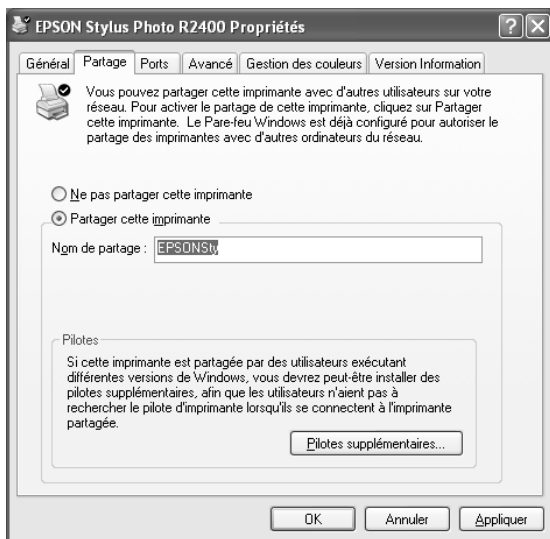 EPSON Stylus Photo R2400 Propriétés
Général Partage Ports Avancé Gestion des couleurs Version Information
Vous pouvez partager cette imprimante avec d'autres utilisateurs sur votre
réseau. Pour activer le partage de cette imprimante, cliquez sur Partager
cette imprimante. Le Pare-feu Windows est déjà configuré pour autoriser le
partage des imprimantes avec d'autres ordinateurs du réseau.
Ne pas partager cette imprimante
Partager cette imprimante
Nom de partage : EPSONSty
Pilotes
Si cette imprimante est partagée par des utilisateurs exécutant
différentes versions de Windows, vous devrez peut-être installer des
pilotes supplémentaires, afin que les utilisateurs n'aient pas à
rechercher le pilote d'imprimante lorsqu'ils se connectent à l'imprimante
partagée.
Pilotes supplémentaires...
OK Annuler Appliquer